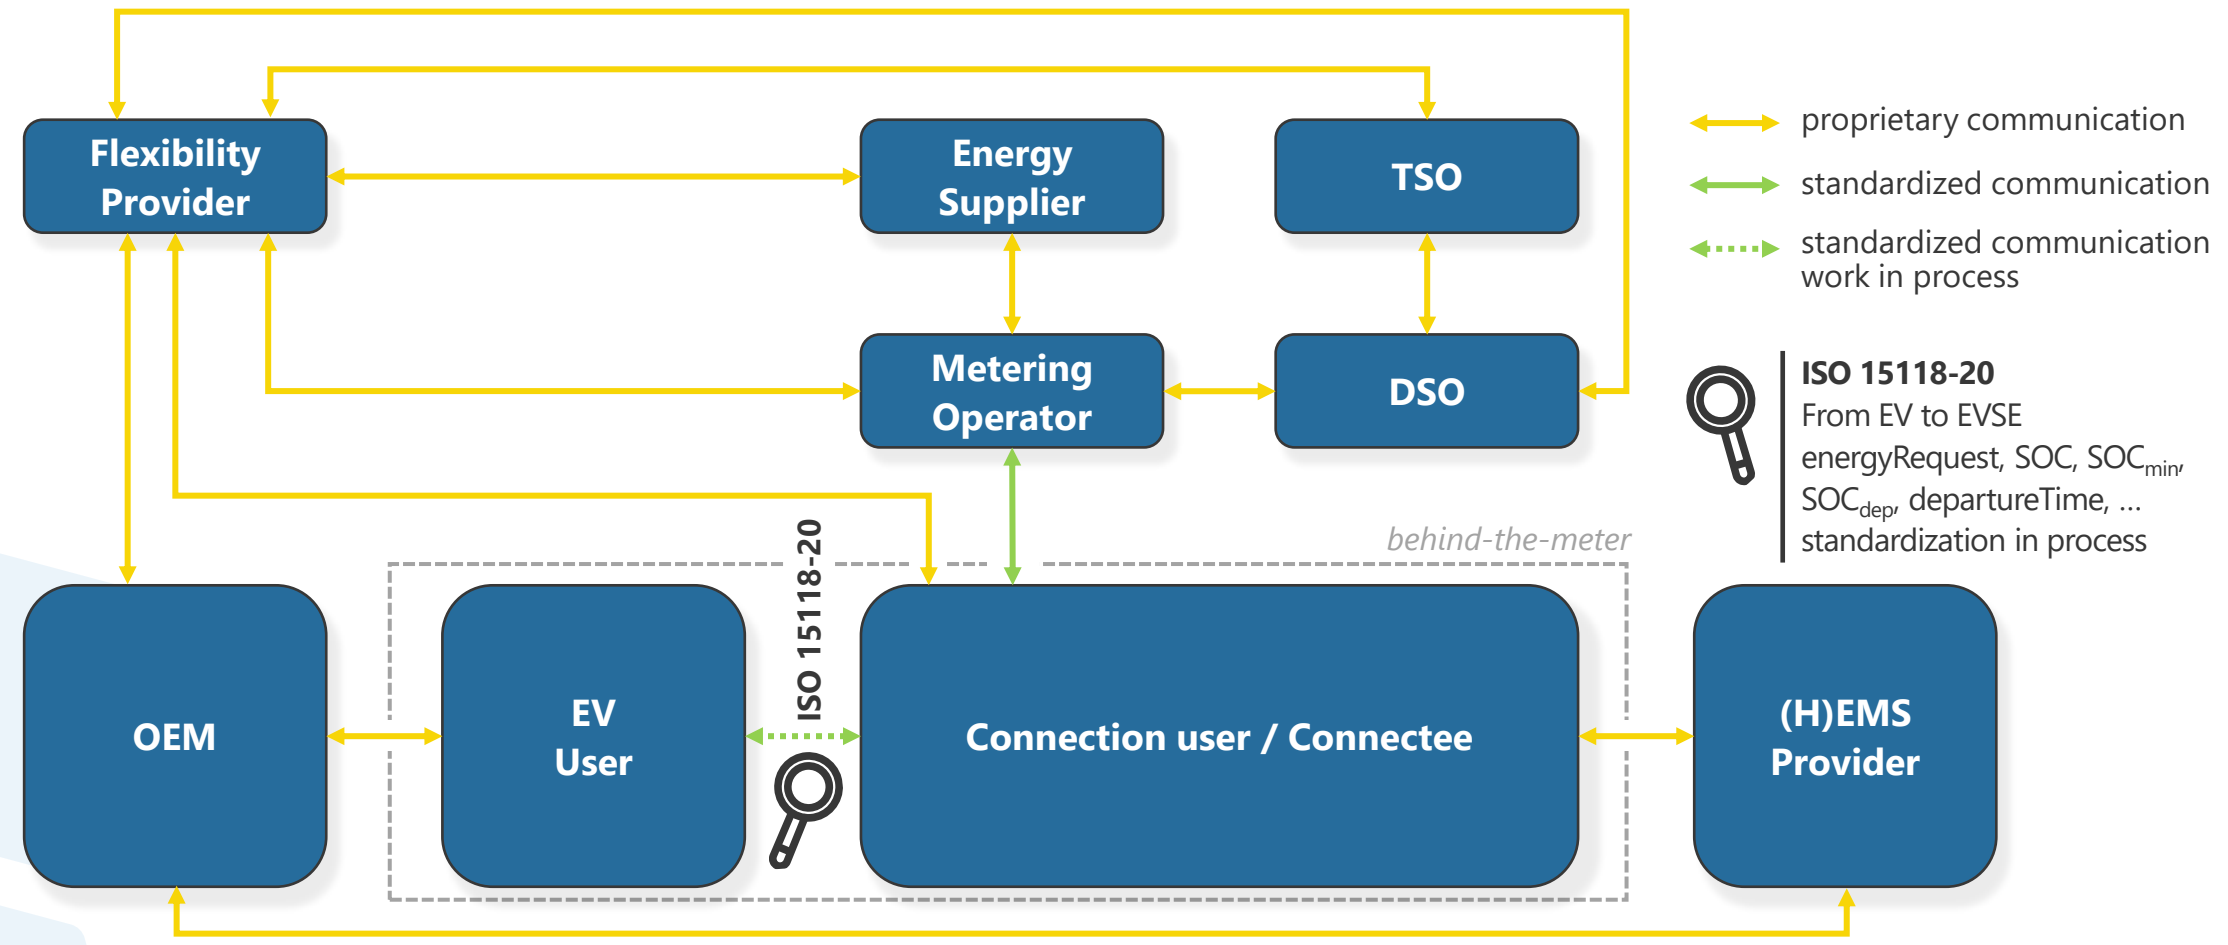 Flexibility
Provider
Energy
Supplier
TSO
Metering
Operator
DSO
proprietary communication
standardized communication
standardized communication
work in process
ISO 15118-20
From EV to EVSE
energyRequest, SOC, SOCmin,
SOCdep, departureTime, ...
standardization in process
behind-the-meter
OEM
EV
User
ISO 15118-20
Connection user / Connectee
(H)EMS
Provider